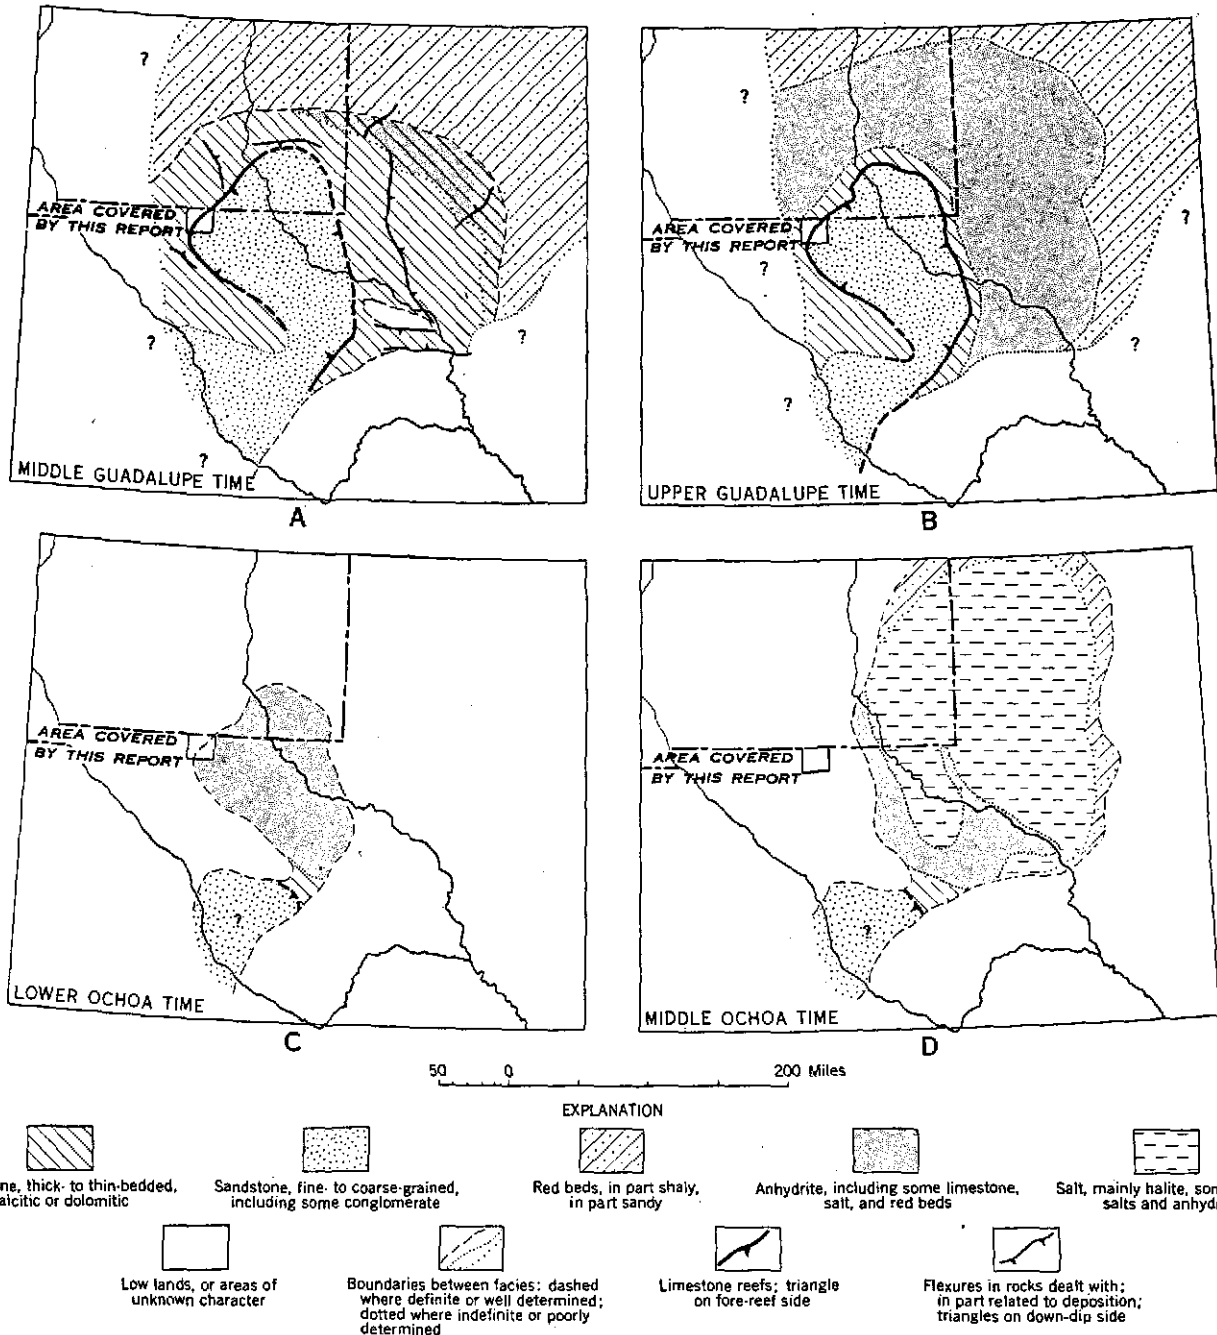 ?
AREA COVERED
BY THIS REPORT
?
?
?
MIDDLE GUADALUPE TIME
A
?
AREA COVERED
BY THIS REPORT
?
?
?
?
UPPER GUADALUPE TIME
B
AREA COVERED
BY THIS REPORT
?
LOWER OCHOA TIME
C
AREA COVERED
BY THIS REPORT
?
MIDDLE OCHOA TIME
D
50 0 200 Miles
EXPLANATION
thick- to thin-bedded,
or dolomitic
Sandstone, fine- to coarse-grained,
including some conglomerate
Red beds, in part shaly,
in part sandy
Anhydrite, including some limestone,
salt, and red beds
Salt, mainly halite,
salts and
Low lands, or areas of
unknown character
Boundaries between facies: dashed
where definite or well determined;
dotted where indefinite or poorly
determined
Limestone reefs; triangle
on fore-reef side
Flexures in rocks dealt with;
in part related to deposition;
triangles on down-dip side